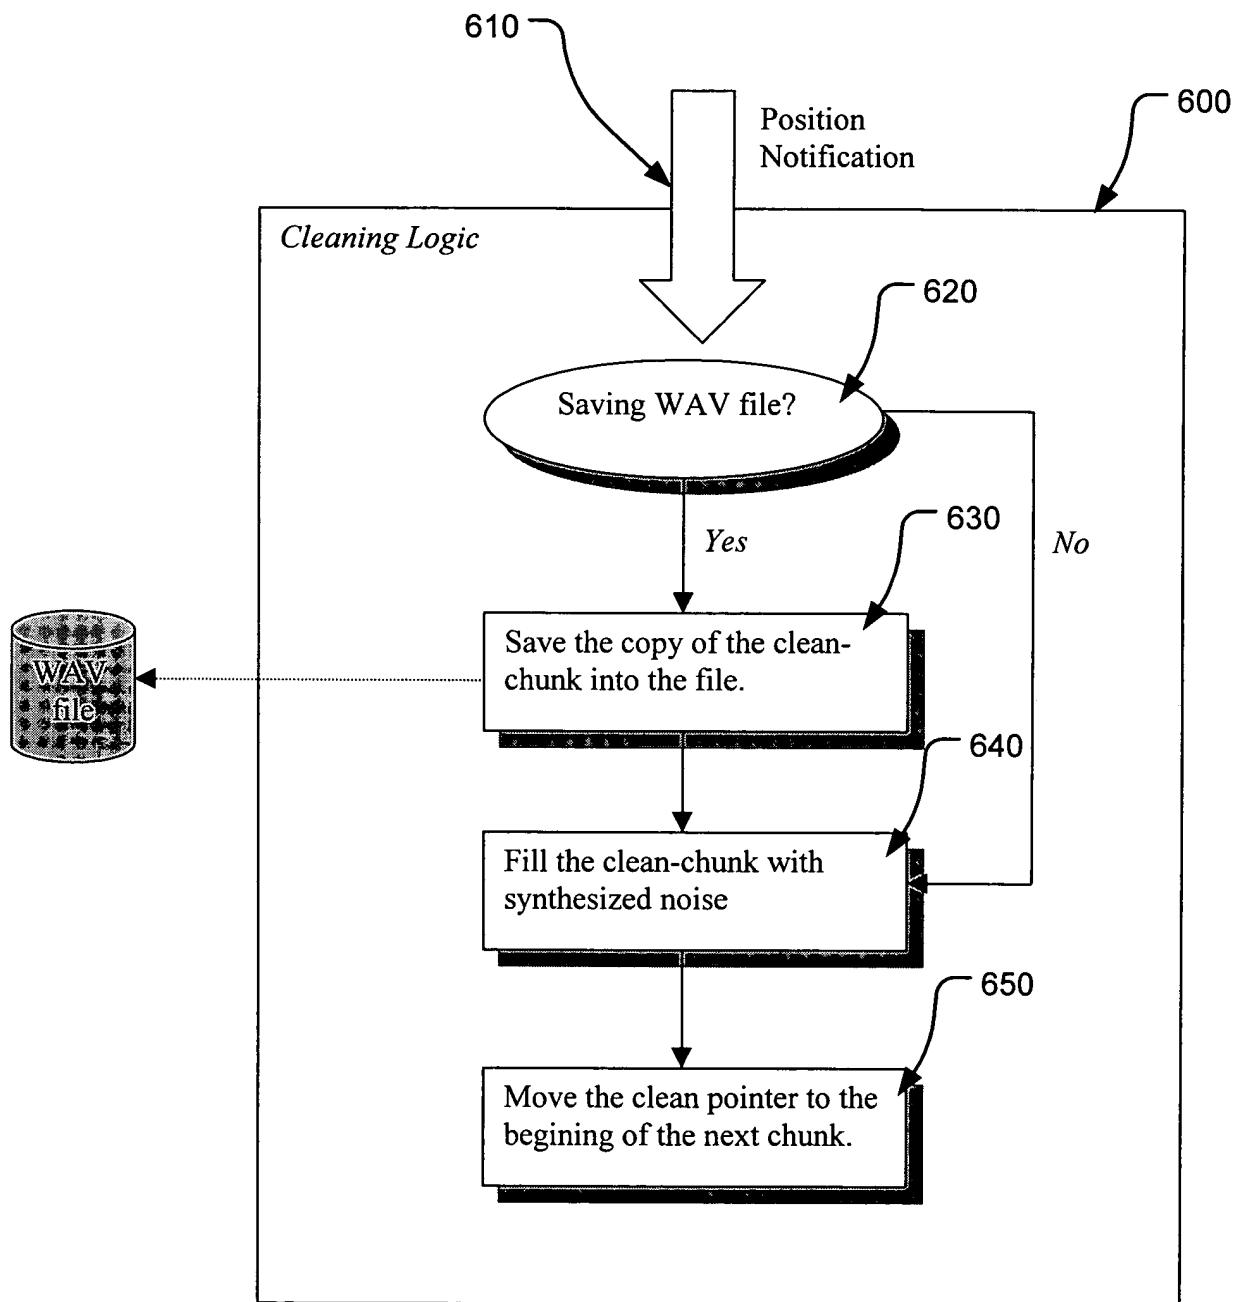 610
600
Position
Notification
Cleaning Logic
620
Saving WAV file?
630
Yes
No
Save the copy of the clean-
chunk into the file.
WAV
file
640
Fill the clean-chunk with
synthesized noise
650
Move the clean pointer to the
begining of the next chunk.